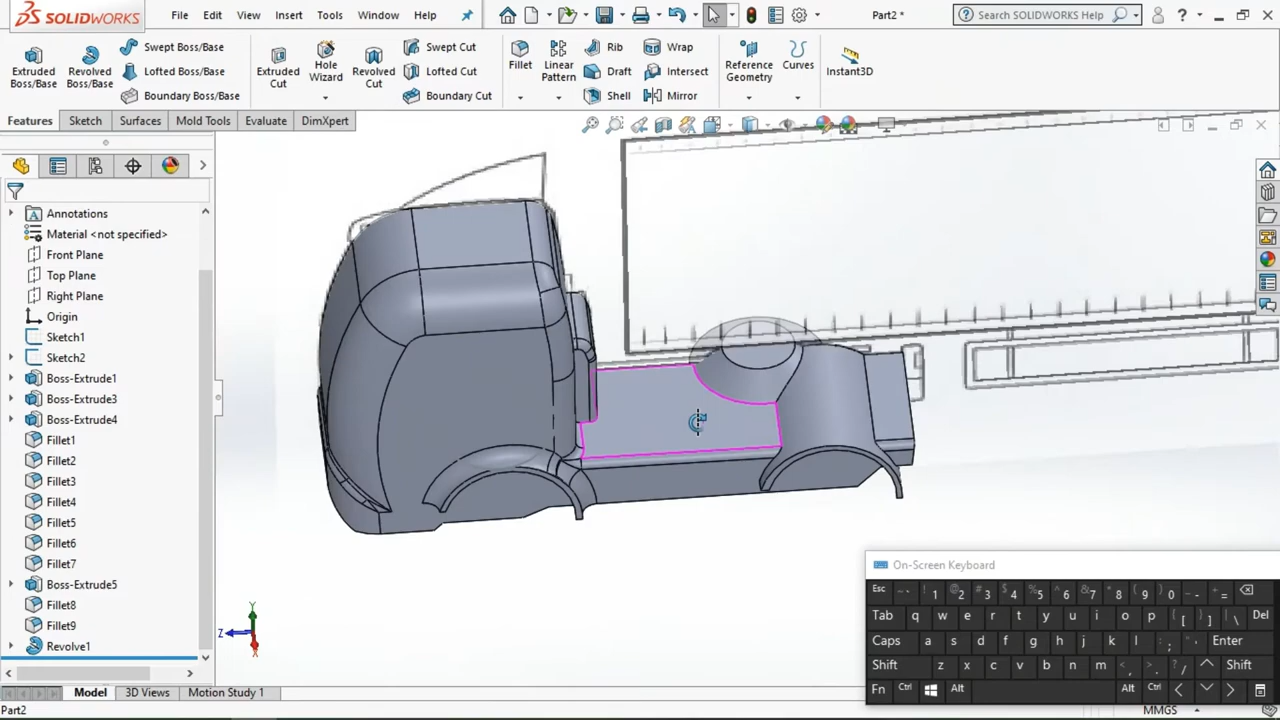 SOLIDWORKS
File Edit View Insert Tools Window Help
Part2 *
Search SOLIDWORKS Help
Extruded Boss/Base
Revolved Boss/Base
Swept Boss/Base
Lofted Boss/Base
Boundary Boss/Base
Extruded Cut
Hole Wizard
Revolved Cut
Swept Cut
Lofted Cut
Boundary Cut
Fillet
Linear Pattern
Rib
Draft
Shell
Wrap
Intersect
Mirror
Reference Geometry
Curves
Instant3D
Features Sketch Surfaces Mold Tools Evaluate DimXpert
Annotations
Material <not specified>
Front Plane
Top Plane
Right Plane
Origin
Sketch1
Sketch2
Boss-Extrude1
Boss-Extrude3
Boss-Extrude4
Fillet1
Fillet2
Fillet3
Fillet4
Fillet5
Fillet6
Fillet7
Boss-Extrude5
Fillet8
Fillet9
Revolve1
Y
Z
X
On-Screen Keyboard
Esc ~ ` ! 1 @ 2 # 3 $ 4 % 5 ^ 6 & 7 * 8 ( 9 ) 0 _ - + =
Tab q w e r t y u i o p { [ } ] | \ Del
Caps a s d f g h j k l : ; " ' Enter
Shift z x c v b n m < , > . ? / Shift
Fn Ctrl Alt Alt Ctrl
Model 3D Views Motion Study 1
Part2
MMGS